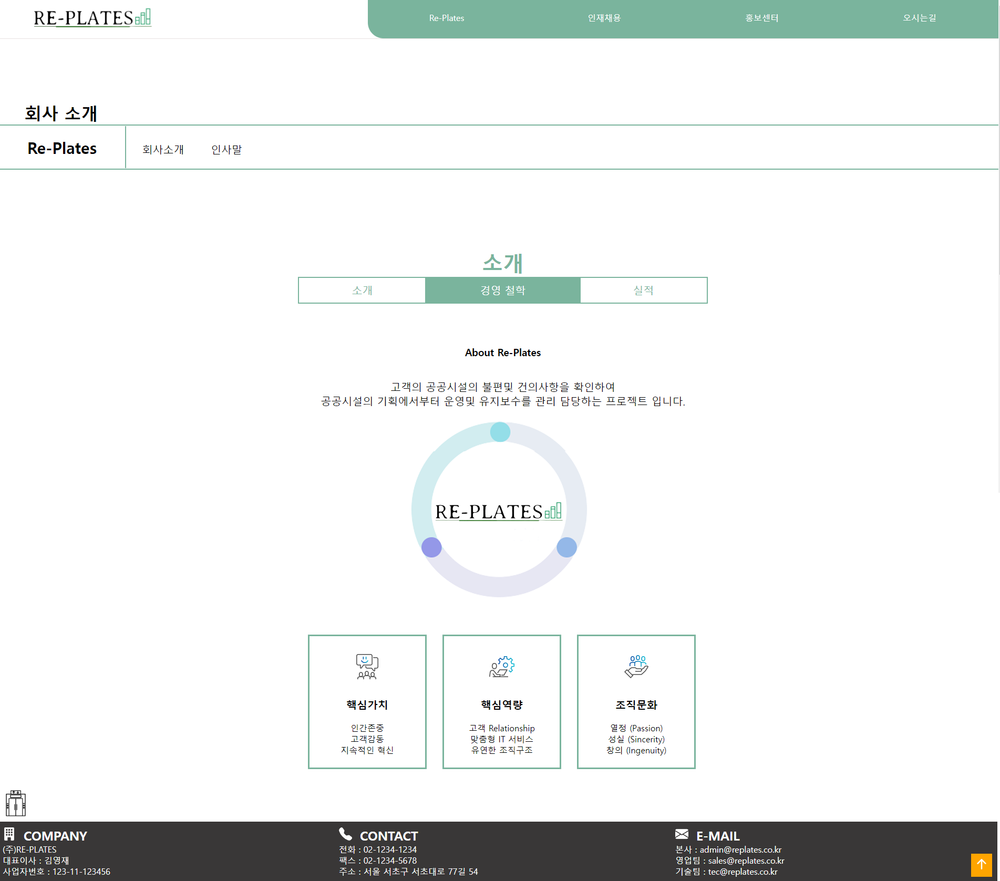 RE-PLATES
Re-Plates
인재채용
홍보센터
오시는길
회사 소개
Re-Plates
회사소개
인사말
소개
소개
경영 철학
실적
About Re-Plates
고객의 공공시설의 불편및 건의사항을 확인하여
공공시설의 기획에서부터 운영및 유지보수를 관리 담당하는 프로젝트 입니다.
RE-PLATES
핵심가치
인간존중
고객감동
지속적인 혁신
핵심역량
고객 Relationship
맞춤형 IT 서비스
유연한 조직구조
조직문화
열정 (Passion)
성실 (Sincerity)
창의 (Ingenuity)
COMPANY
(주)RE-PLATES
대표이사 : 김영재
사업자번호 : 123-11-123456
CONTACT
전화 : 02-1234-1234
팩스 : 02-1234-5678
주소 : 서울 서초구 서초대로 77길 54
E-MAIL
본사 : admin@replates.co.kr
영업팀 : sales@replates.co.kr
기술팀 : tec@replates.co.kr